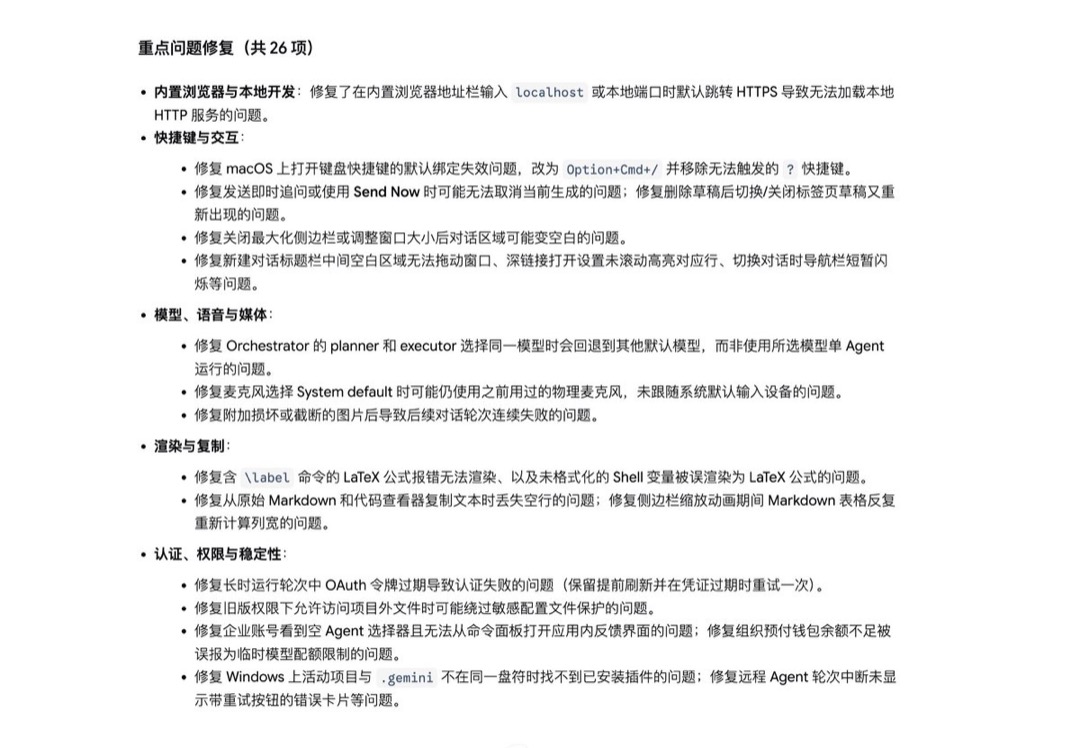 重点问题修复（共 26 项）
• 内置浏览器与本地开发：修复了在内置浏览器地址栏输入 localhost 或本地端口时默认跳转 HTTPS 导致无法加载本地
HTTP 服务的问题。
• 快捷键与交互：
• 修复 macOS 上打开键盘快捷键的默认绑定失效问题，改为 Option+Cmd+/ 并移除无法触发的 ? 快捷键。
• 修复发送即时追问或使用 Send Now 时可能无法取消当前生成的问题；修复删除草稿后切换/关闭标签页草稿又重
新出现的问题。
• 修复关闭最大化侧边栏或调整窗口大小后对话区域可能变空白的问题。
• 修复新建对话标题栏中间空白区域无法拖动窗口、深链接打开设置未滚动高亮对应行、切换对话时导航栏短暂闪
烁等问题。
• 模型、语音与媒体：
• 修复 Orchestrator 的 planner 和 executor 选择同一模型时会回退到其他默认模型，而非使用所选模型单 Agent
运行的问题。
• 修复麦克风选择 System default 时可能仍使用之前用过的物理麦克风，未跟随系统默认输入设备的问题。
• 修复附加损坏或截断的图片后导致后续对话轮次连续失败的问题。
• 渲染与复制：
• 修复含 \label 命令的 LaTeX 公式报错无法渲染、以及未格式化的 Shell 变量被误渲染为 LaTeX 公式的问题。
• 修复从原始 Markdown 和代码查看器复制文本时丢失空行的问题；修复侧边栏缩放动画期间 Markdown 表格反复
重新计算列宽的问题。
• 认证、权限与稳定性：
• 修复长时运行轮次中 OAuth 令牌过期导致认证失败的问题（保留提前刷新并在凭证过期时重试一次）。
• 修复旧版权限下允许访问项目外文件时可能绕过敏感配置文件保护的问题。
• 修复企业账号看到空 Agent 选择器且无法从命令面板打开应用内反馈界面的问题；修复组织预付钱包余额不足被
误报为临时模型配额限制的问题。
• 修复 Windows 上活动项目与 .gemini 不在同一盘符时找不到已安装插件的问题；修复远程 Agent 轮次中断未显
示带重试按钮的错误卡片等问题。